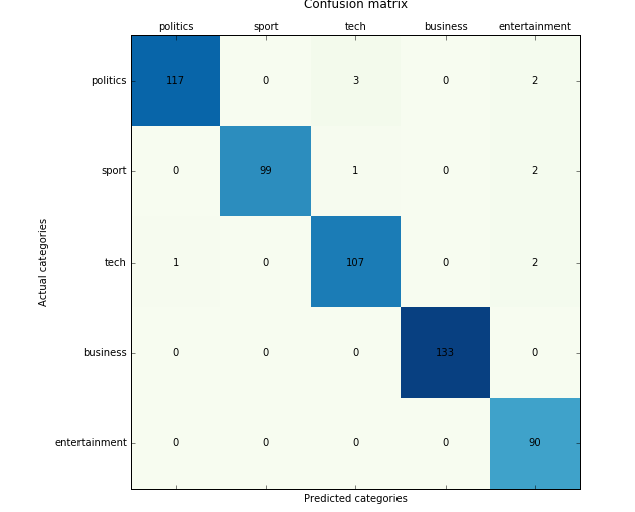 Confusion matrix
politics sport tech business entertainment
politics 117 0 3 0 2
sport 0 99 1 0 2
tech 1 0 107 0 2
business 0 0 0 133 0
entertainment 0 0 0 0 90
Actual categories
Predicted categories